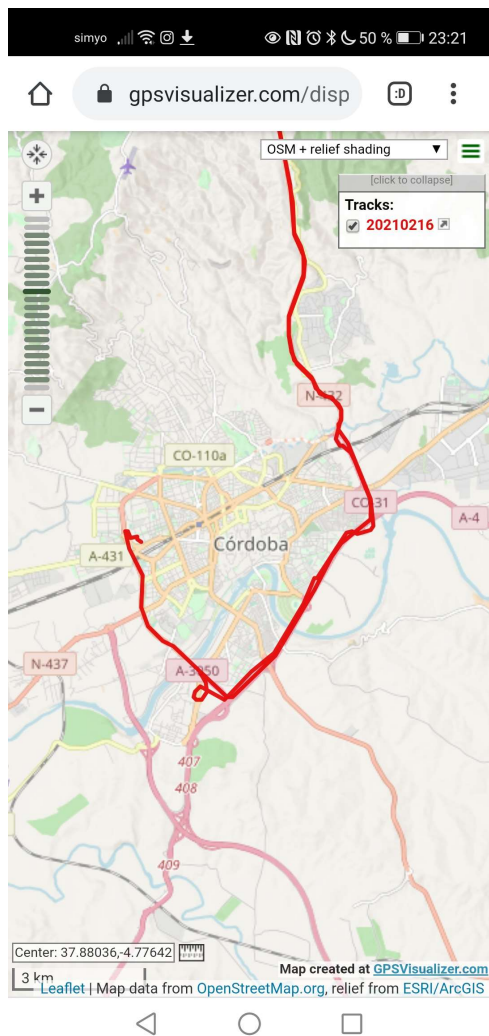 simyo 50 % 23:21
gpsvisualizer.com/disp :D
OSM + relief shading ▼
[click to collapse]
Tracks:
20210216
N-432
CO-110a
CO-31
A-4
Córdoba
A-431
N-437
A-3050
407
408
409
Center: 37.88036,-4.77642
Map created at GPSVisualizer.com
3 km
Leaflet | Map data from OpenStreetMap.org, relief from ESRI/ArcGIS